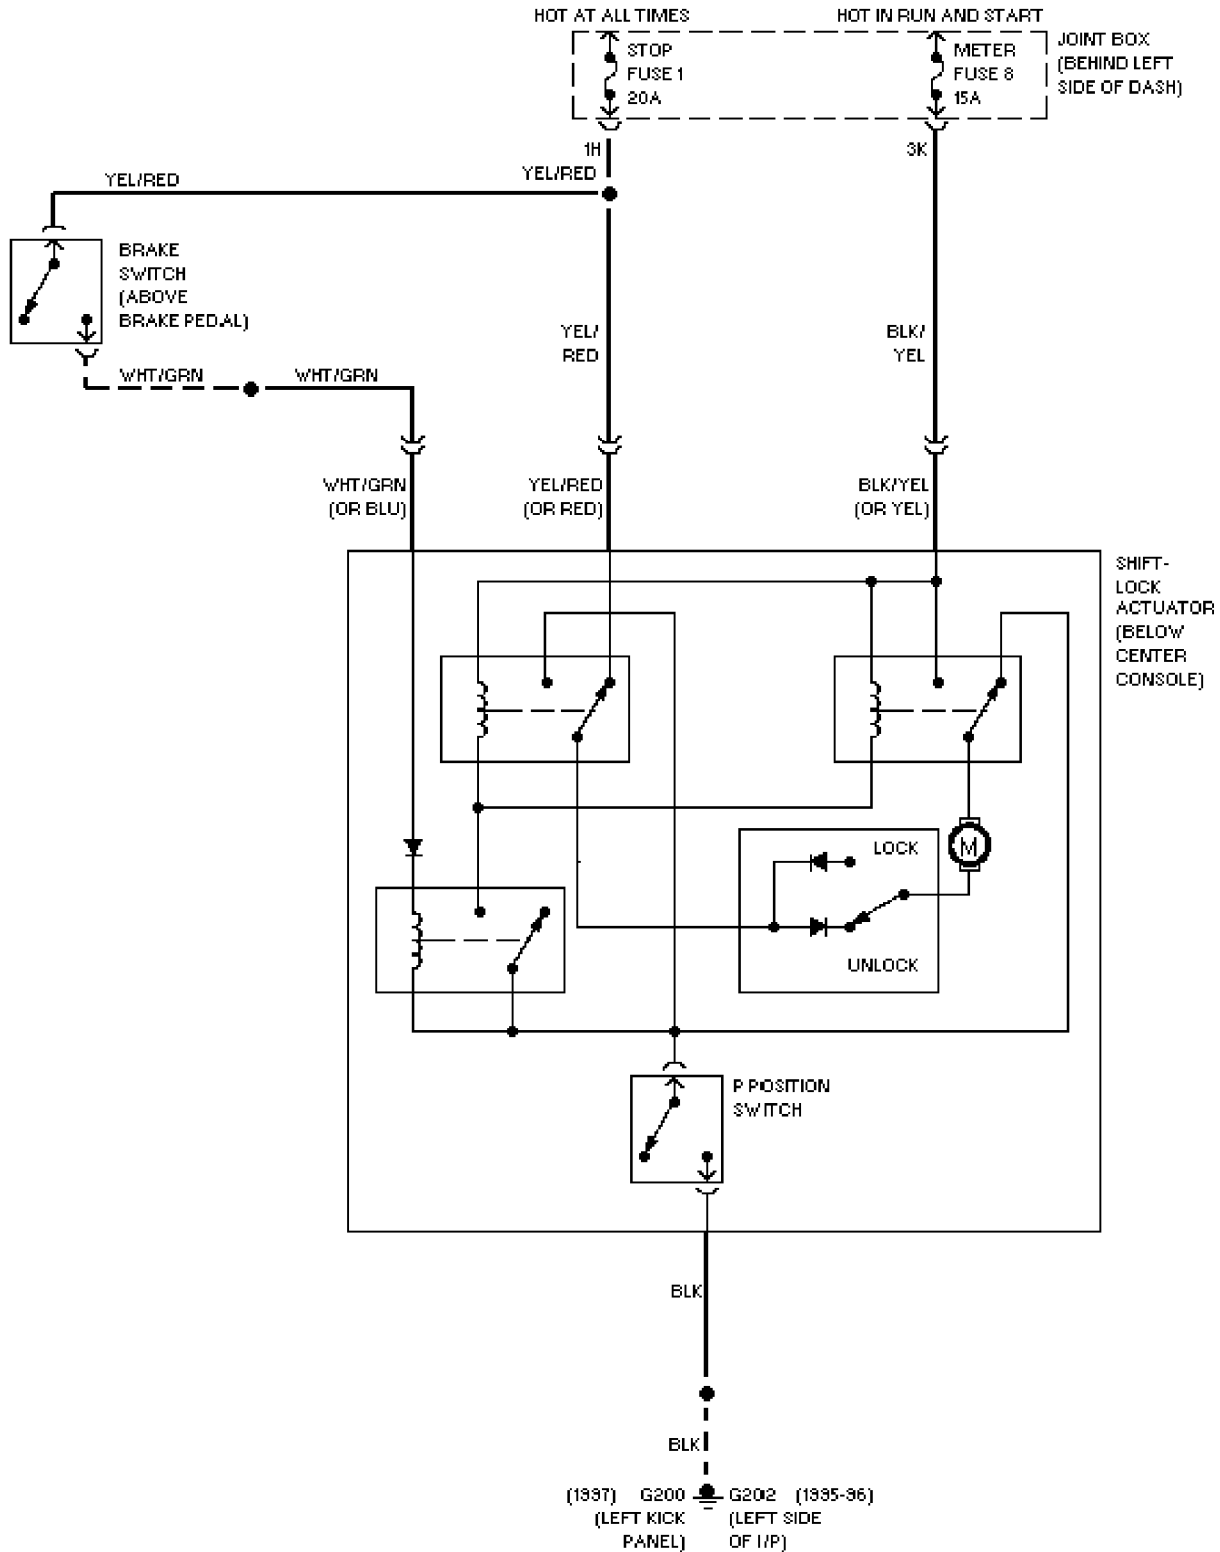 HOT AT ALL TIMES
HOT IN RUN AND START
STOP
FUSE 1
20A
METER
FUSE 8
15A
JOINT BOX
(BEHIND LEFT
SIDE OF DASH)
1H
3K
YEL/RED
YEL/RED
BRAKE
SWITCH
(ABOVE
BRAKE PEDAL)
YEL/
RED
BLK/
YEL
WHT/GRN
WHT/GRN
WHT/GRN
(OR BLU)
YEL/RED
(OR RED)
BLK/YEL
(OR YEL)
SHIFT-
LOCK
ACTUATOR
(BELOW
CENTER
CONSOLE)
LOCK
M
UNLOCK
P POSITION
SWITCH
BLK
BLK
(1997) G200
(LEFT KICK
PANEL)
G202 (1995-96)
(LEFT SIDE
OF I/P)